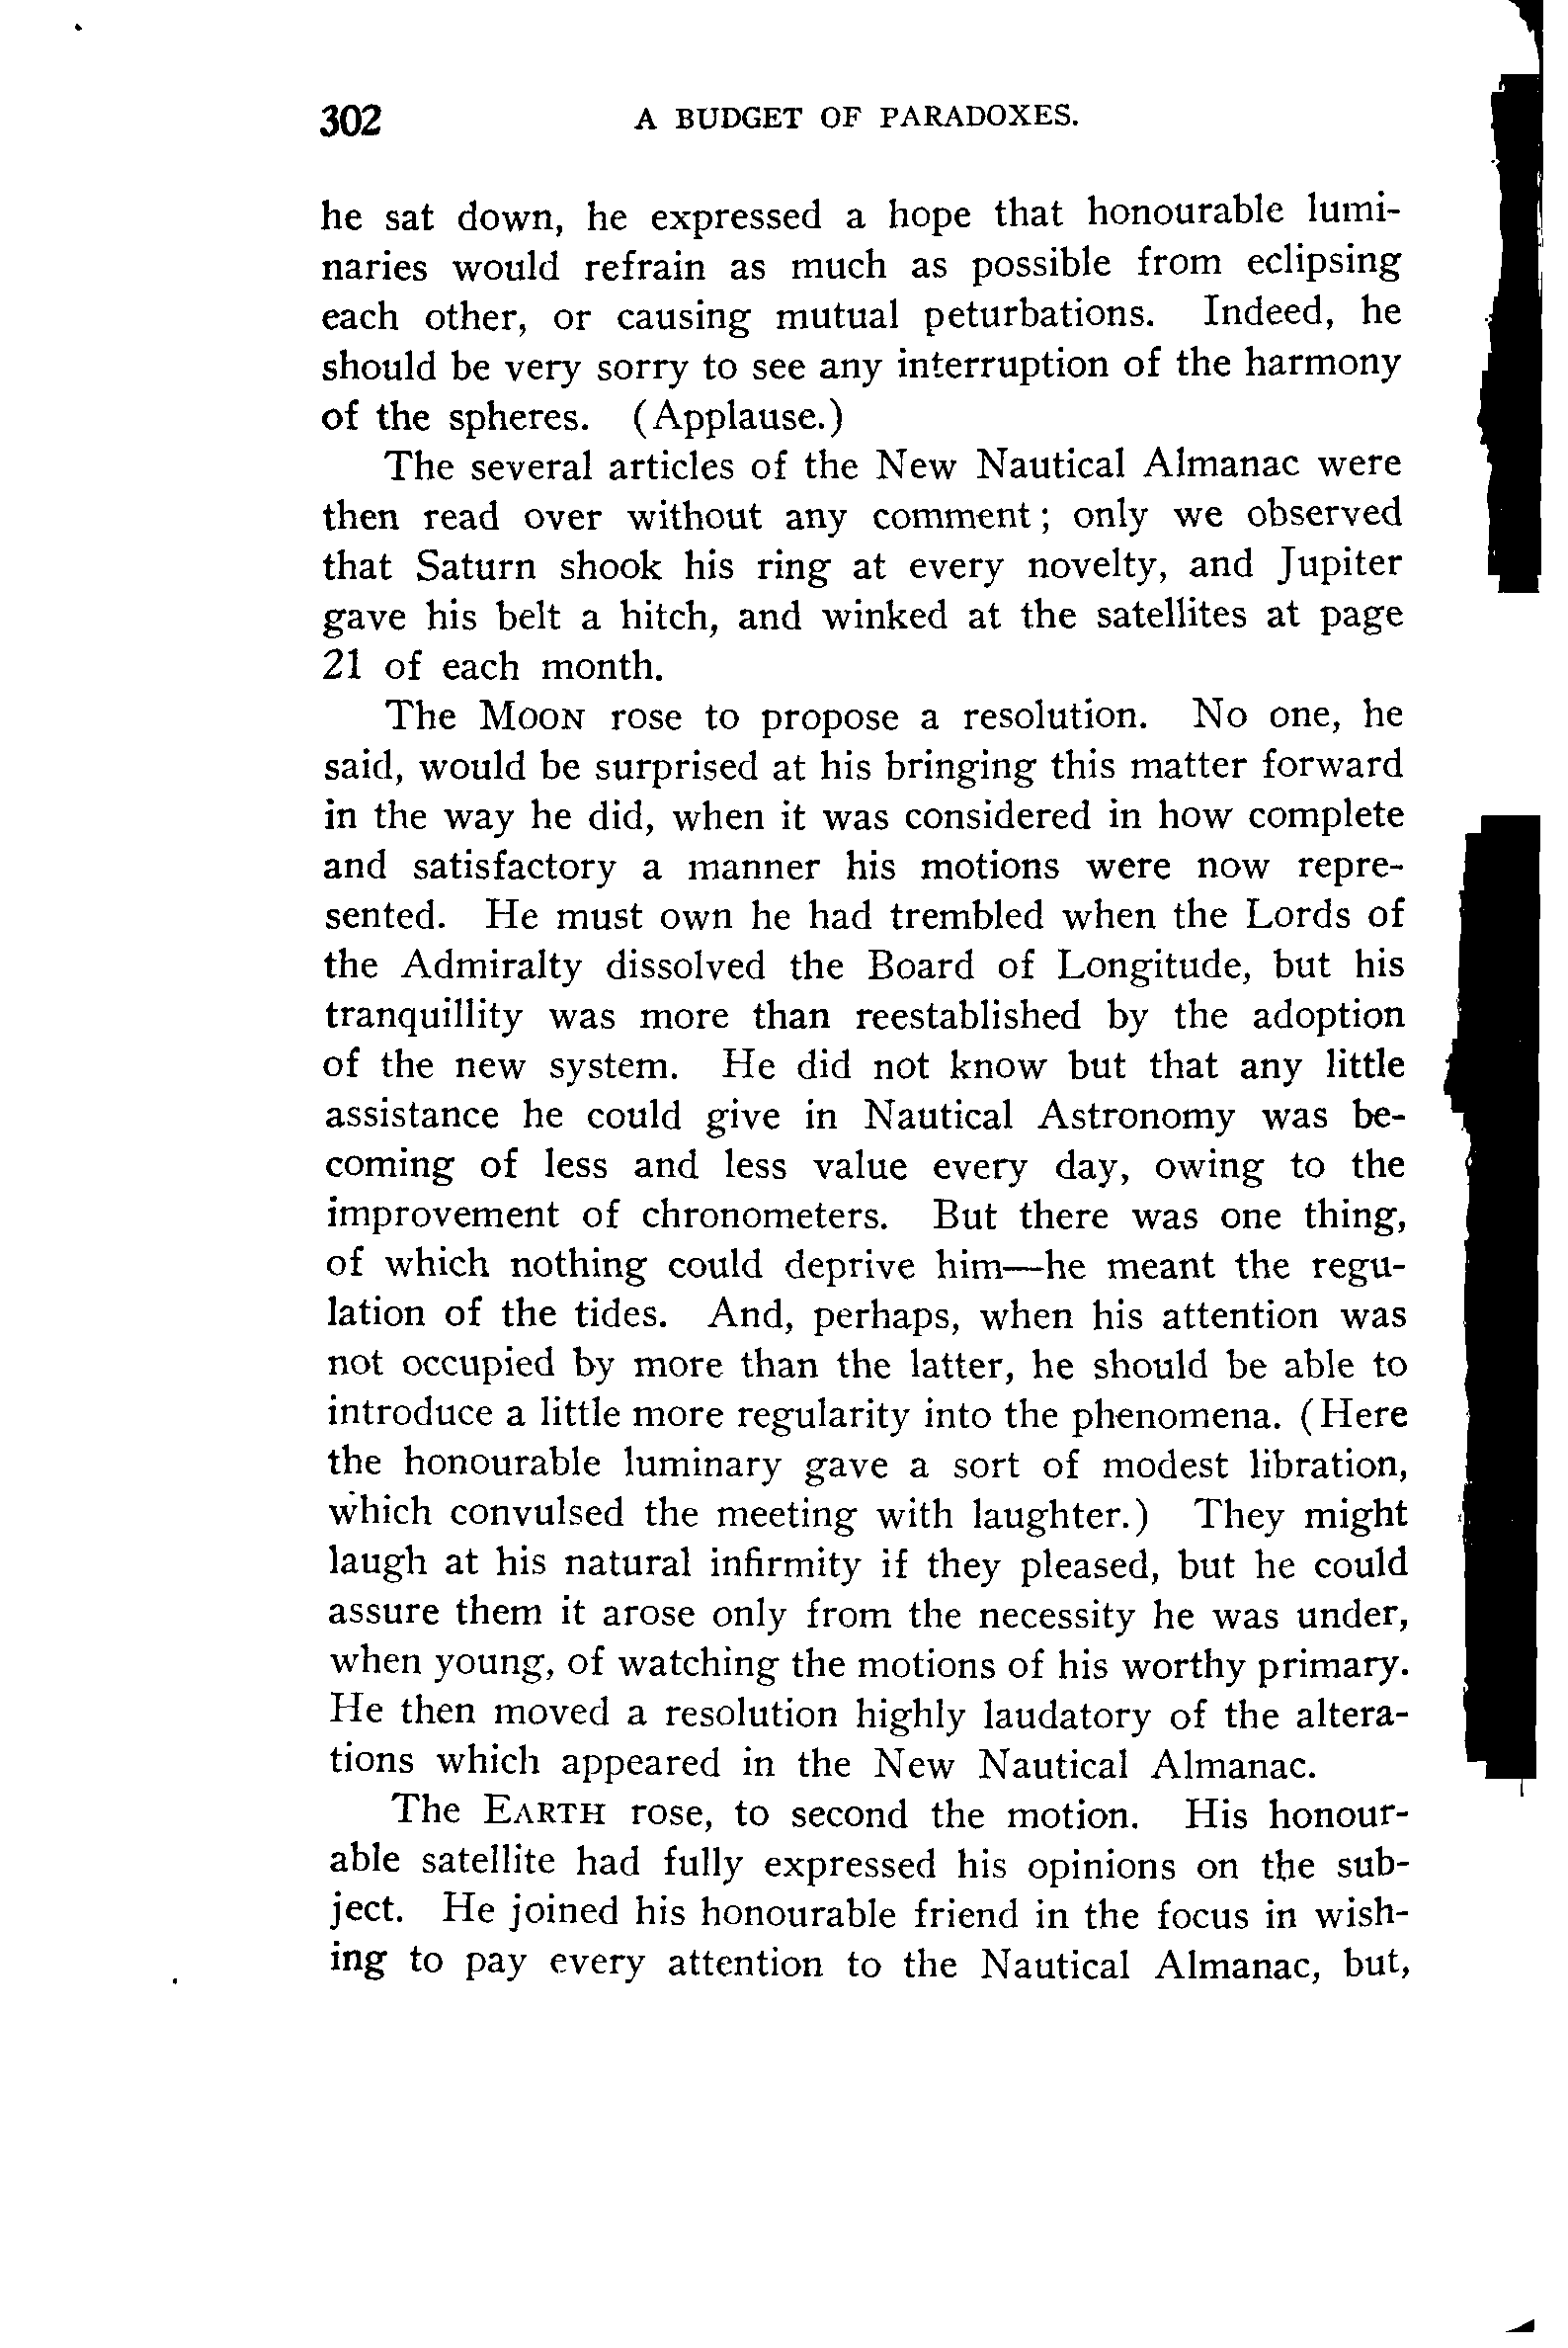 302 A BUDGET OF PARADOXES.
he sat down, he expressed a hope that honourable lumi-
naries would refrain as much as possible from eclipsing
each other, or causing mutual peturbations. Indeed, he
should be very sorry to see any interruption of the harmony
of the spheres. (Applause.)
The several articles of the New Nautical Almanac were
then read over without any comment; only we observed
that Saturn shook his ring at every novelty, and Jupiter
gave his belt a hitch, and winked at the satellites at page
21 of each month.
The MOON rose to propose a resolution. No one, he
said, would be surprised at his bringing this matter forward
in the way he did, when it was considered in how complete
and satisfactory a manner his motions were now repre-
sented. He must own he had trembled when the Lords of
the Admiralty dissolved the Board of Longitude, but his
tranquillity was more than reestablished by the adoption
of the new system. He did not know but that any little
assistance he could give in Nautical Astronomy was be-
coming of less and less value every day, owing to the
improvement of chronometers. But there was one thing,
of which nothing could deprive him—he meant the regu-
lation of the tides. And, perhaps, when his attention was
not occupied by more than the latter, he should be able to
introduce a little more regularity into the phenomena. (Here
the honourable luminary gave a sort of modest libration,
which convulsed the meeting with laughter.) They might
laugh at his natural infirmity if they pleased, but he could
assure them it arose only from the necessity he was under,
when young, of watching the motions of his worthy primary.
He then moved a resolution highly laudatory of the altera-
tions which appeared in the New Nautical Almanac.
The EARTH rose, to second the motion. His honour-
able satellite had fully expressed his opinions on the sub-
ject. He joined his honourable friend in the focus in wish-
ing to pay every attention to the Nautical Almanac, but,